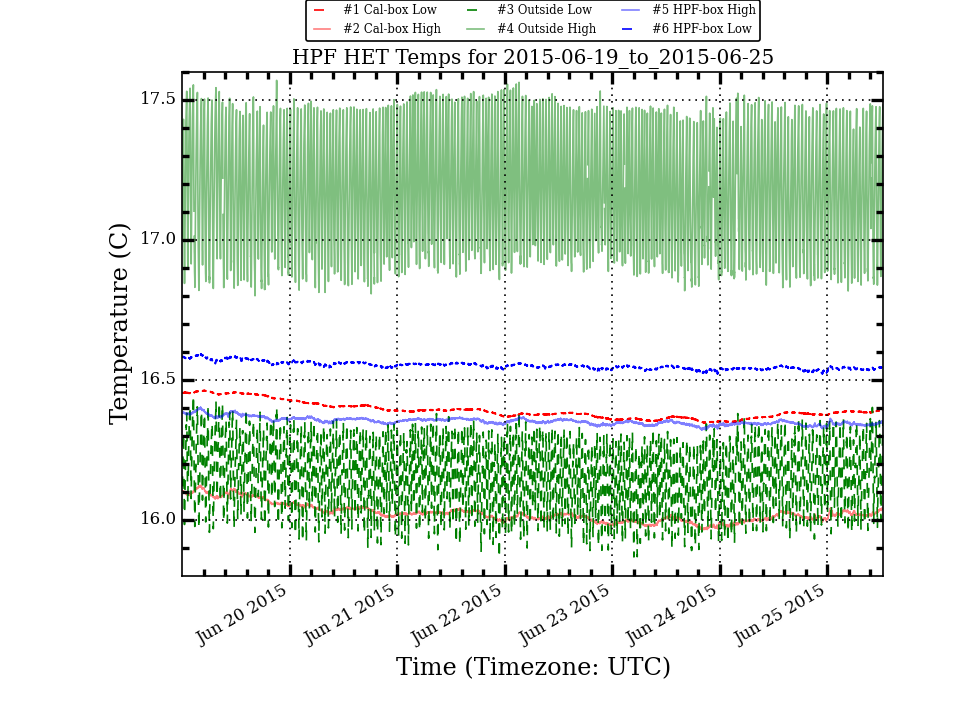 #1 Cal-box Low #3 Outside Low #5 HPF-box High
#2 Cal-box High #4 Outside High #6 HPF-box Low
HPF HET Temps for 2015-06-19_to_2015-06-25
17.5
17.0
16.5
16.0
Temperature (C)
Jun 20 2015 Jun 21 2015 Jun 22 2015 Jun 23 2015 Jun 24 2015 Jun 25 2015
Time (Timezone: UTC)